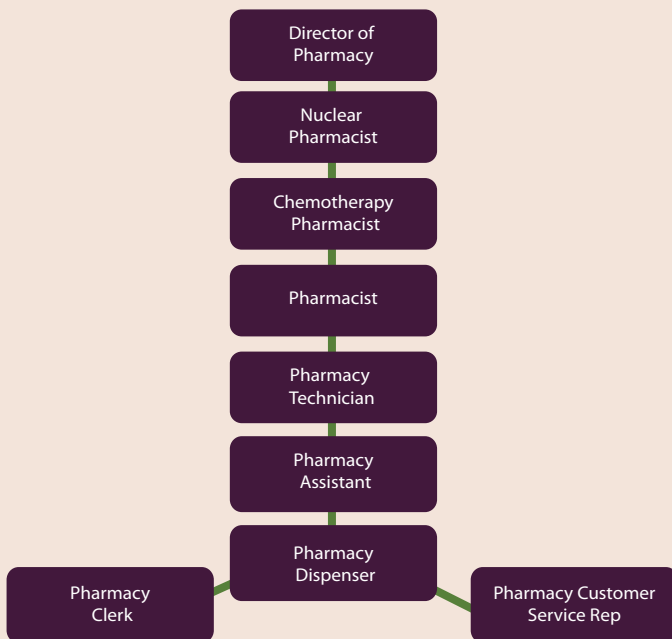 Director of
Pharmacy
Nuclear
Pharmacist
Chemotherapy
Pharmacist
Pharmacist
Pharmacy
Technician
Pharmacy
Assistant
Pharmacy
Dispenser
Pharmacy
Clerk
Pharmacy Customer
Service Rep